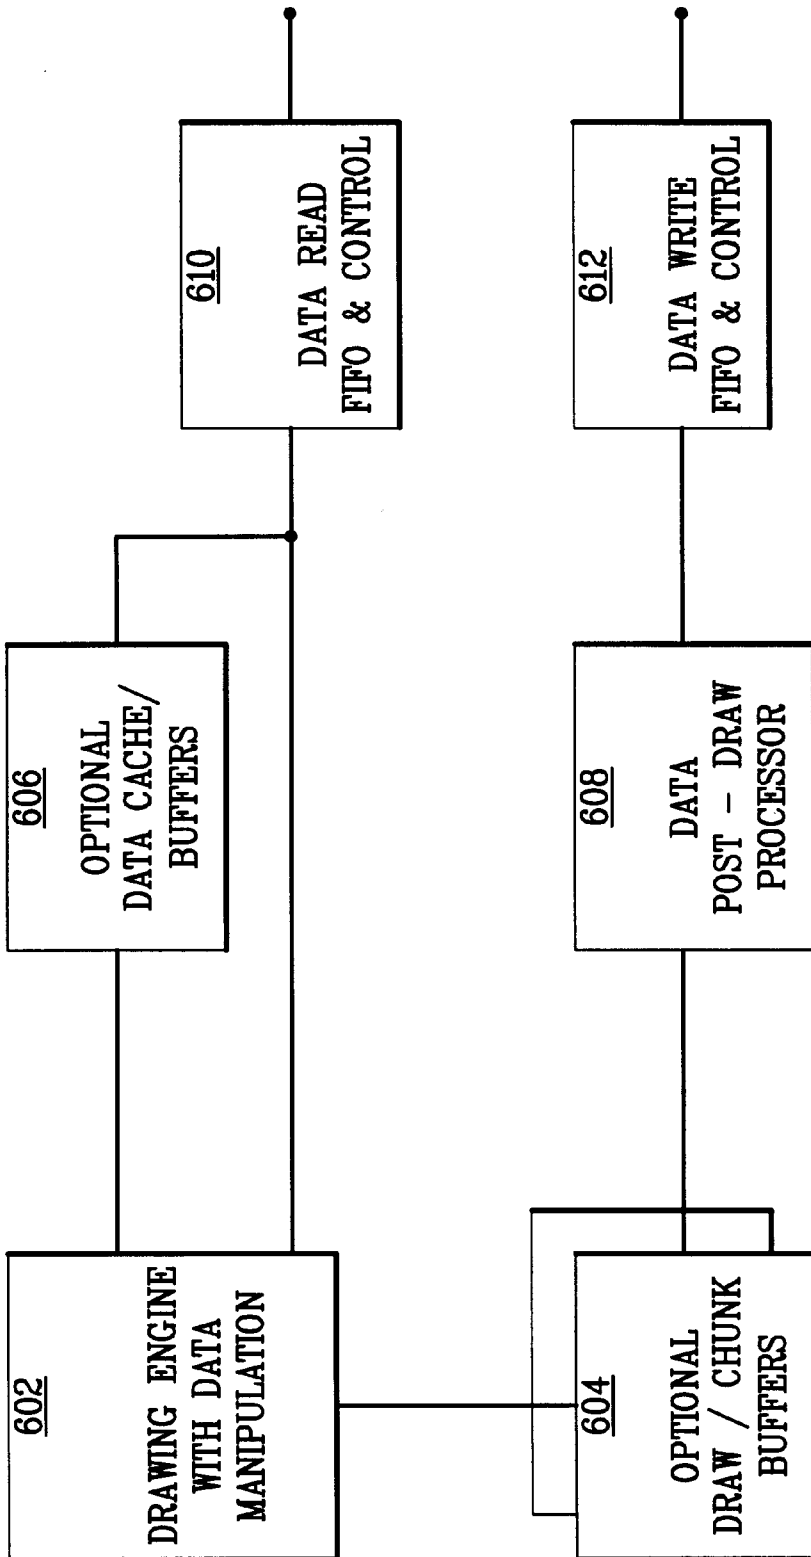 602
DRAWING ENGINE
WITH DATA
MANIPULATION
606
OPTIONAL
DATA CACHE/
BUFFERS
610
DATA READ
FIFO & CONTROL
604
OPTIONAL
DRAW / CHUNK
BUFFERS
608
DATA
POST - DRAW
PROCESSOR
612
DATA WRITE
FIFO & CONTROL